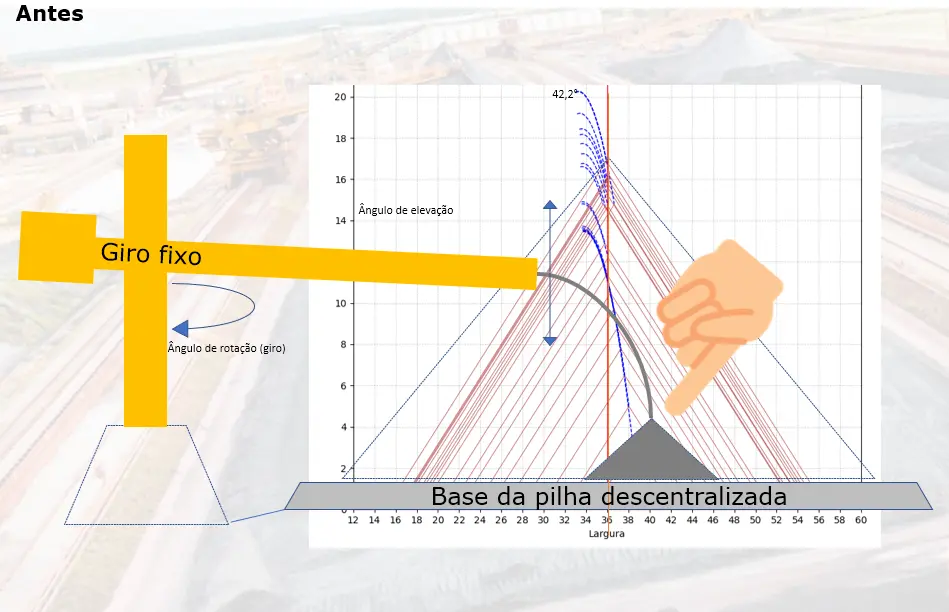 Antes
42,2°
20
18
16
14
10
8
6
4
2
0
Ângulo de elevação
Giro fixo
Ângulo de rotação (giro)
Base da pilha descentralizada
12 14 16 18 20 22 24 26 28 30 32 34 36 38 40 42 44 46 48 50 52 54 56 58 60
Largura